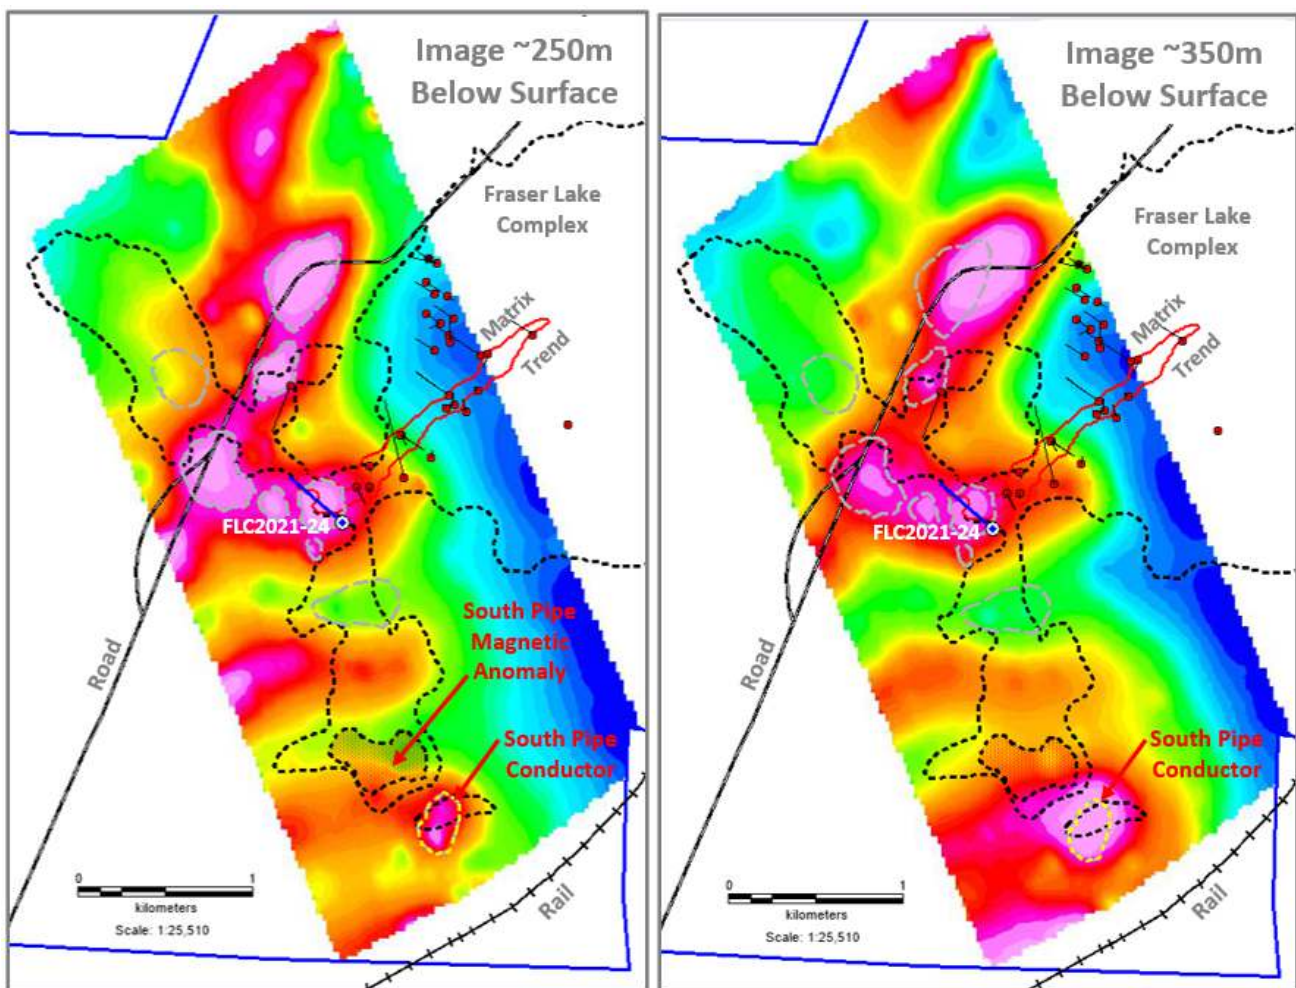 Image ~250m
Below Surface
Fraser Lake
Complex
Matrix
Trend
FLC2021-24
South Pipe
Magnetic
Anomaly
Road
South Pipe
Conductor
0 1
kilometers
Scale: 1:25,510
Rail
Image ~350m
Below Surface
Fraser Lake
Complex
Matrix
Trend
FLC2021-24
Road
South Pipe
Conductor
0 1
kilometers
Scale: 1:25,510
Rail